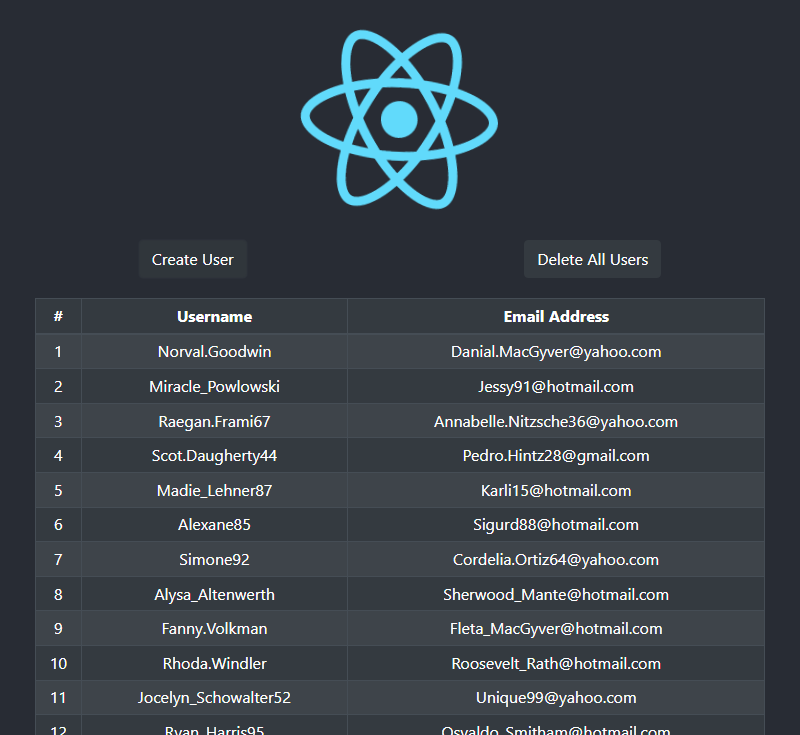 Create User Delete All Users
# Username Email Address
1 Norval.Goodwin Danial.MacGyver@yahoo.com
2 Miracle_Powlowski Jessy91@hotmail.com
3 Raegan.Frami67 Annabelle.Nitzsche36@yahoo.com
4 Scot.Daugherty44 Pedro.Hintz28@gmail.com
5 Madie_Lehner87 Karli15@hotmail.com
6 Alexane85 Sigurd88@hotmail.com
7 Simone92 Cordelia.Ortiz64@yahoo.com
8 Alysa_Altenwerth Sherwood_Mante@hotmail.com
9 Fanny.Volkman Fleta_MacGyver@hotmail.com
10 Rhoda.Windler Roosevelt_Rath@hotmail.com
11 Jocelyn_Schowalter52 Unique99@yahoo.com
12 Ryan_Harris95 Osvaldo_Smitham@hotmail.com